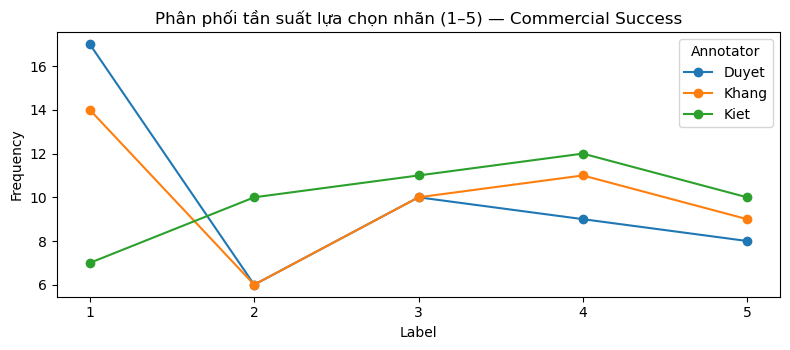 Phân phối tần suất lựa chọn nhãn (1–5) — Commercial Success
Annotator
Duyet
Khang
Kiet
Frequency
16
14
12
10
8
6
1 2 3 4 5
Label